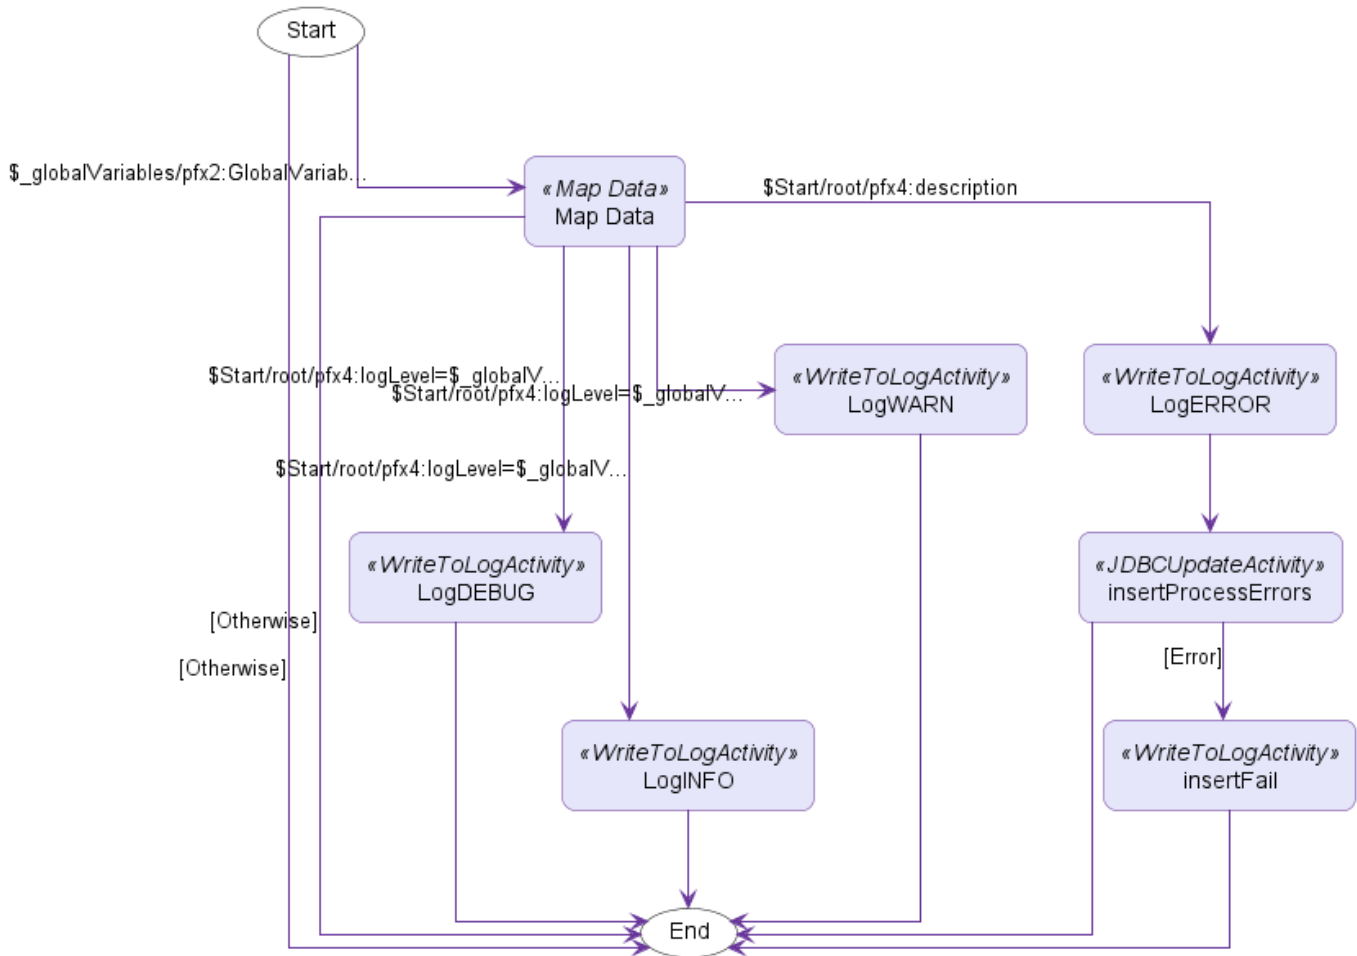 Start
$_globalVariables/pfx2:GlobalVariab...
«Map Data»
Map Data
$Start/root/pfx4:description
$Start/root/pfx4:logLevel=$_globalV...
$Start/root/pfx4:logLevel=$_globalV...
«WriteToLogActivity»
LogWARN
«WriteToLogActivity»
LogERROR
$Start/root/pfx4:logLevel=$_globalV...
«WriteToLogActivity»
LogDEBUG
«JDBCUpdateActivity»
insertProcessErrors
[Otherwise]
[Otherwise]
[Error]
«WriteToLogActivity»
LogINFO
«WriteToLogActivity»
insertFail
End